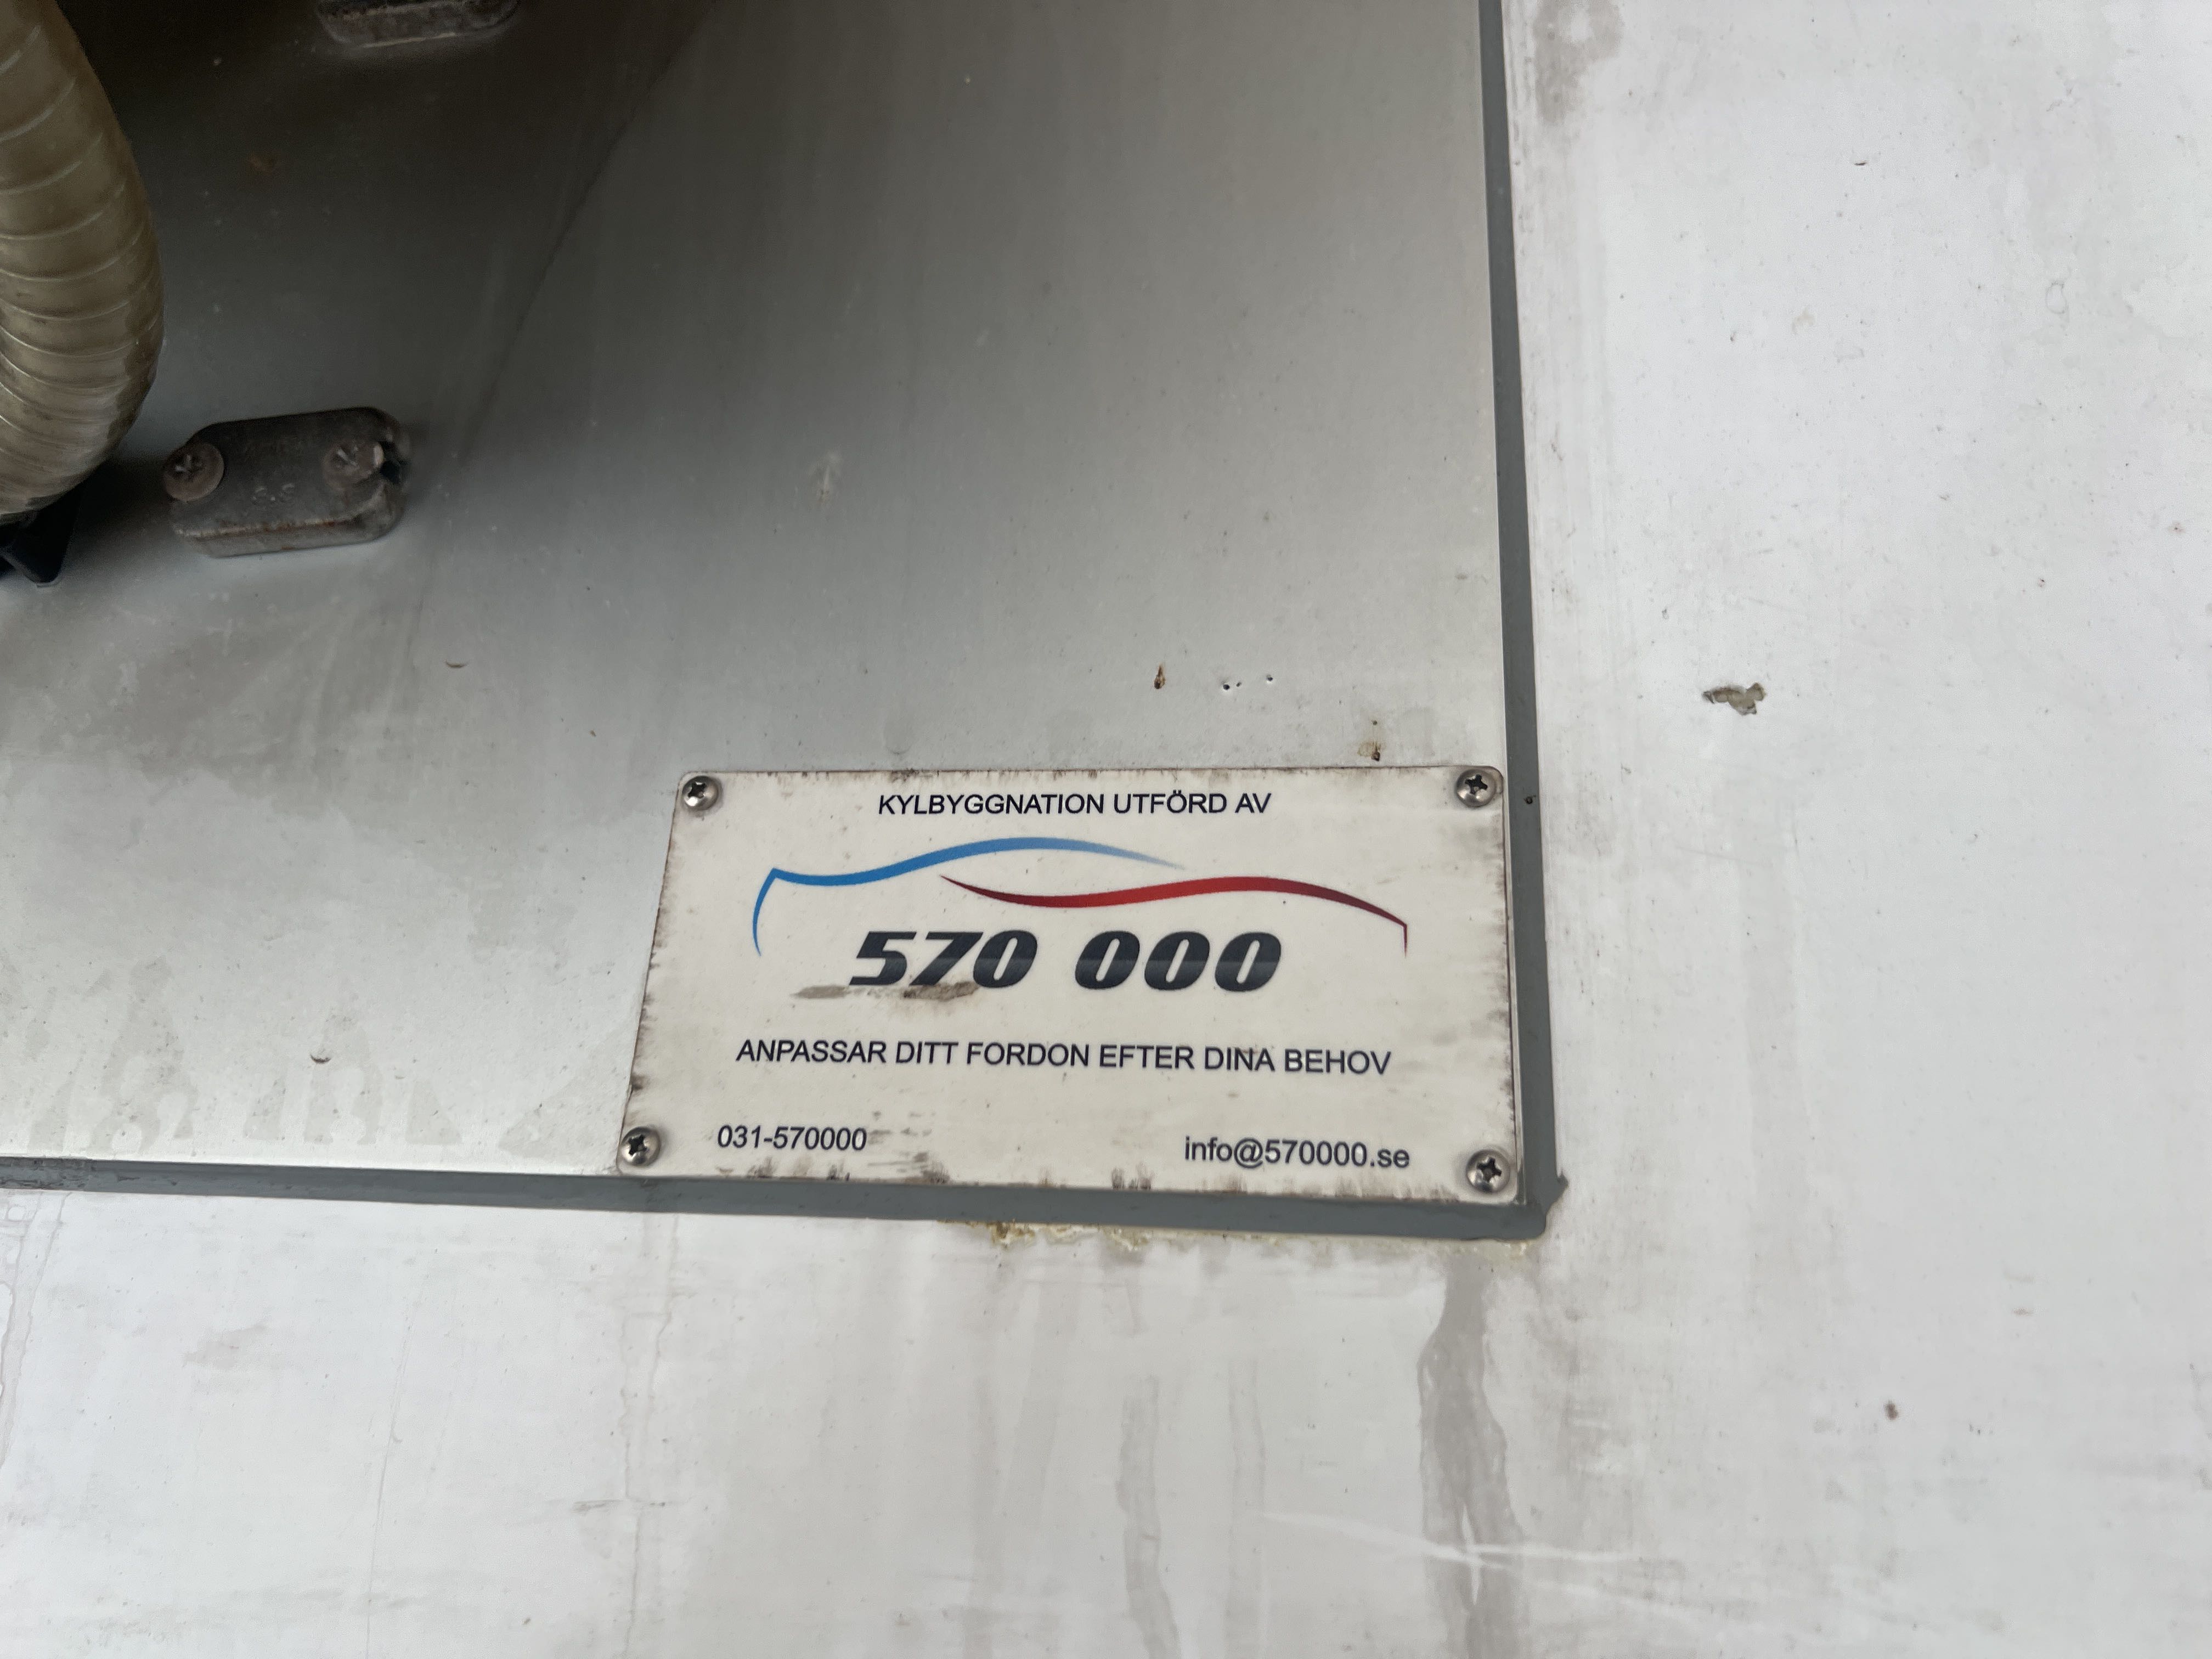 KYLBYGGNATION UTFÖRD AV
570 000
ANPASSAR DITT FORDON EFTER DINA BEHOV
031-570000
info@570000.se